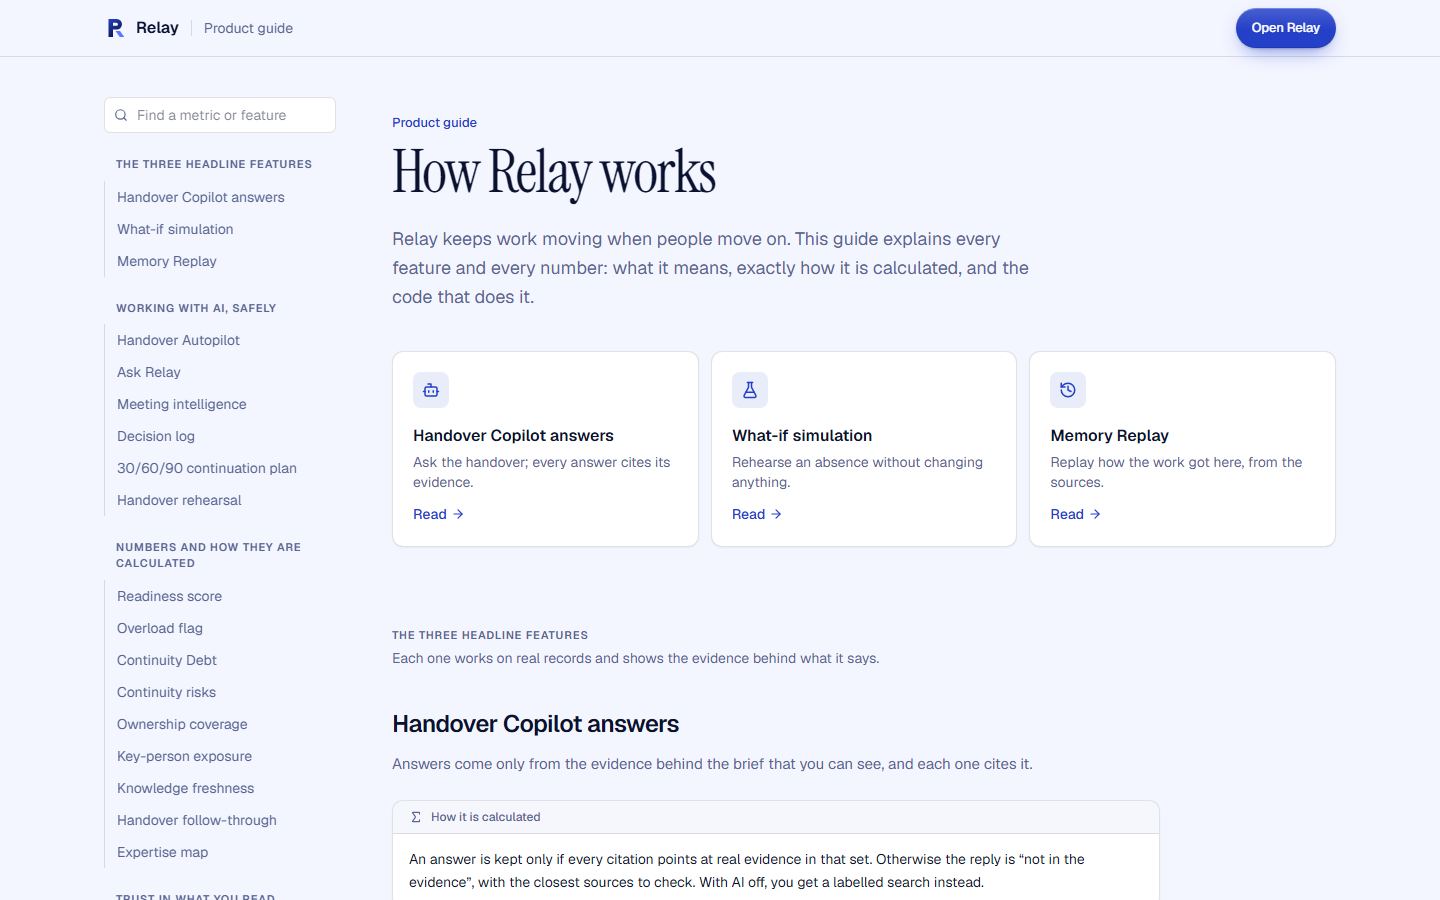 Relay
Product guide
Open Relay
Find a metric or feature
THE THREE HEADLINE FEATURES
Handover Copilot answers
What-if simulation
Memory Replay
WORKING WITH AI, SAFELY
Handover Autopilot
Ask Relay
Meeting intelligence
Decision log
30/60/90 continuation plan
Handover rehearsal
NUMBERS AND HOW THEY ARE
CALCULATED
Readiness score
Overload flag
Continuity Debt
Continuity risks
Ownership coverage
Key-person exposure
Knowledge freshness
Handover follow-through
Expertise map
TRUST IN WHAT YOU READ
Product guide
How Relay works
Relay keeps work moving when people move on. This guide explains every
feature and every number: what it means, exactly how it is calculated, and the
code that does it.
Handover Copilot answers
Ask the handover; every answer cites its
evidence.
Read →
What-if simulation
Rehearse an absence without changing
anything.
Read →
Memory Replay
Replay how the work got here, from the
sources.
Read →
THE THREE HEADLINE FEATURES
Each one works on real records and shows the evidence behind what it says.
Handover Copilot answers
Answers come only from the evidence behind the brief that you can see, and each one cites it.
How it is calculated
An answer is kept only if every citation points at real evidence in that set. Otherwise the reply is “not in the
evidence”, with the closest sources to check. With AI off, you get a labelled search instead.